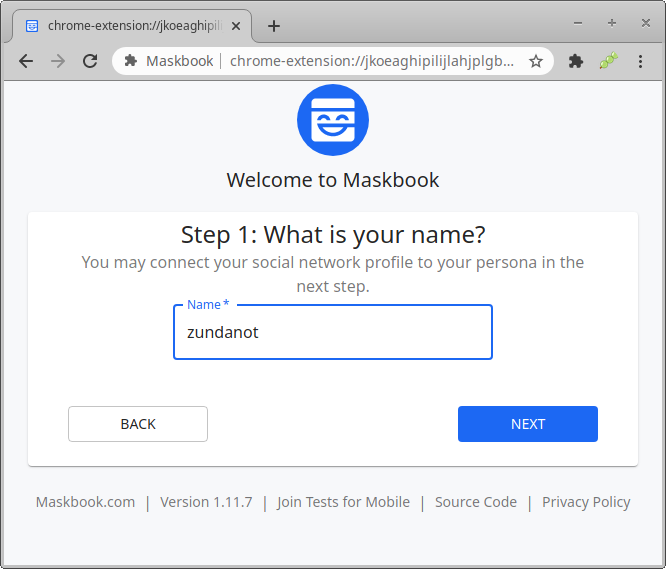 chrome-extension://jkoeaghipili
Maskbook | chrome-extension://jkoeaghipilijlahjplgb...
Welcome to Maskbook
Step 1: What is your name?
You may connect your social network profile to your persona in the
next step.
Name *
zundanot
BACK
NEXT
Maskbook.com | Version 1.11.7 | Join Tests for Mobile | Source Code | Privacy Policy